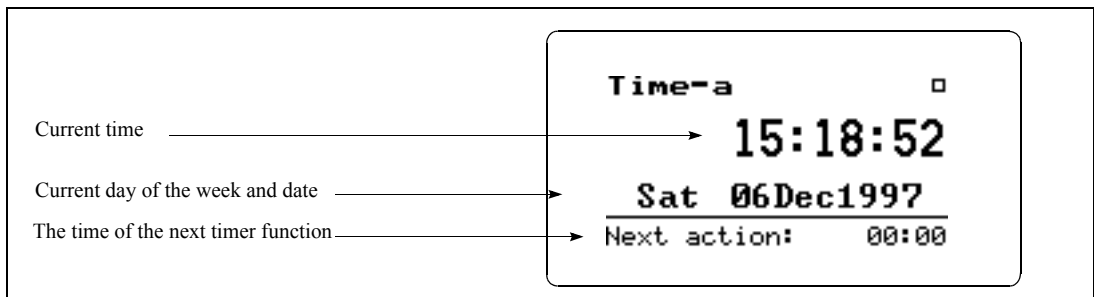 Time-a
Current time
15:18:52
Current day of the week and date
Sat 06Dec1997
The time of the next timer function
Next action: 00:00